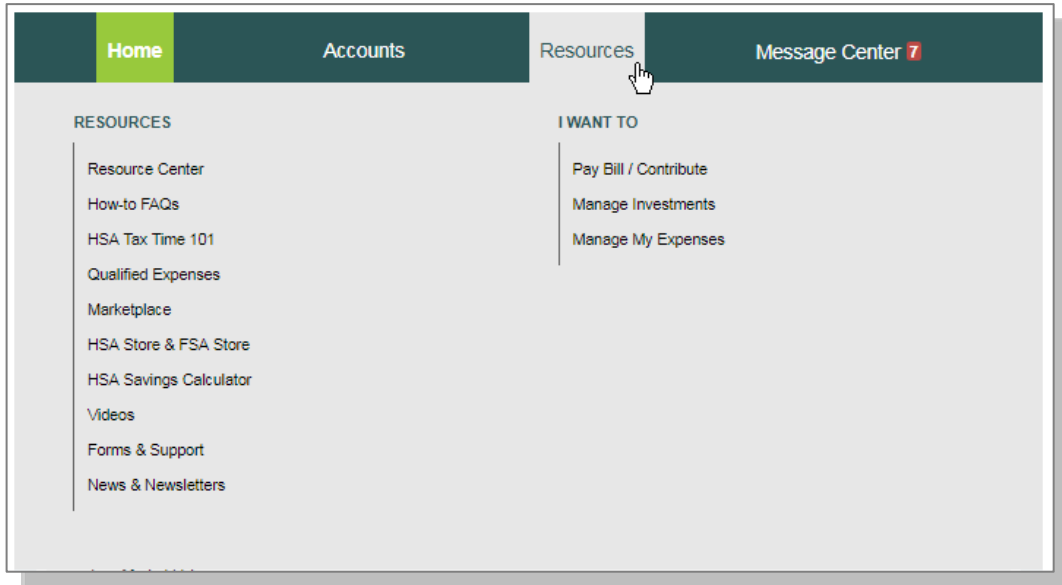 Home Accounts Resources Message Center 7
RESOURCES
Resource Center
How-to FAQs
HSA Tax Time 101
Qualified Expenses
Marketplace
HSA Store & FSA Store
HSA Savings Calculator
Videos
Forms & Support
News & Newsletters
I WANT TO
Pay Bill / Contribute
Manage Investments
Manage My Expenses